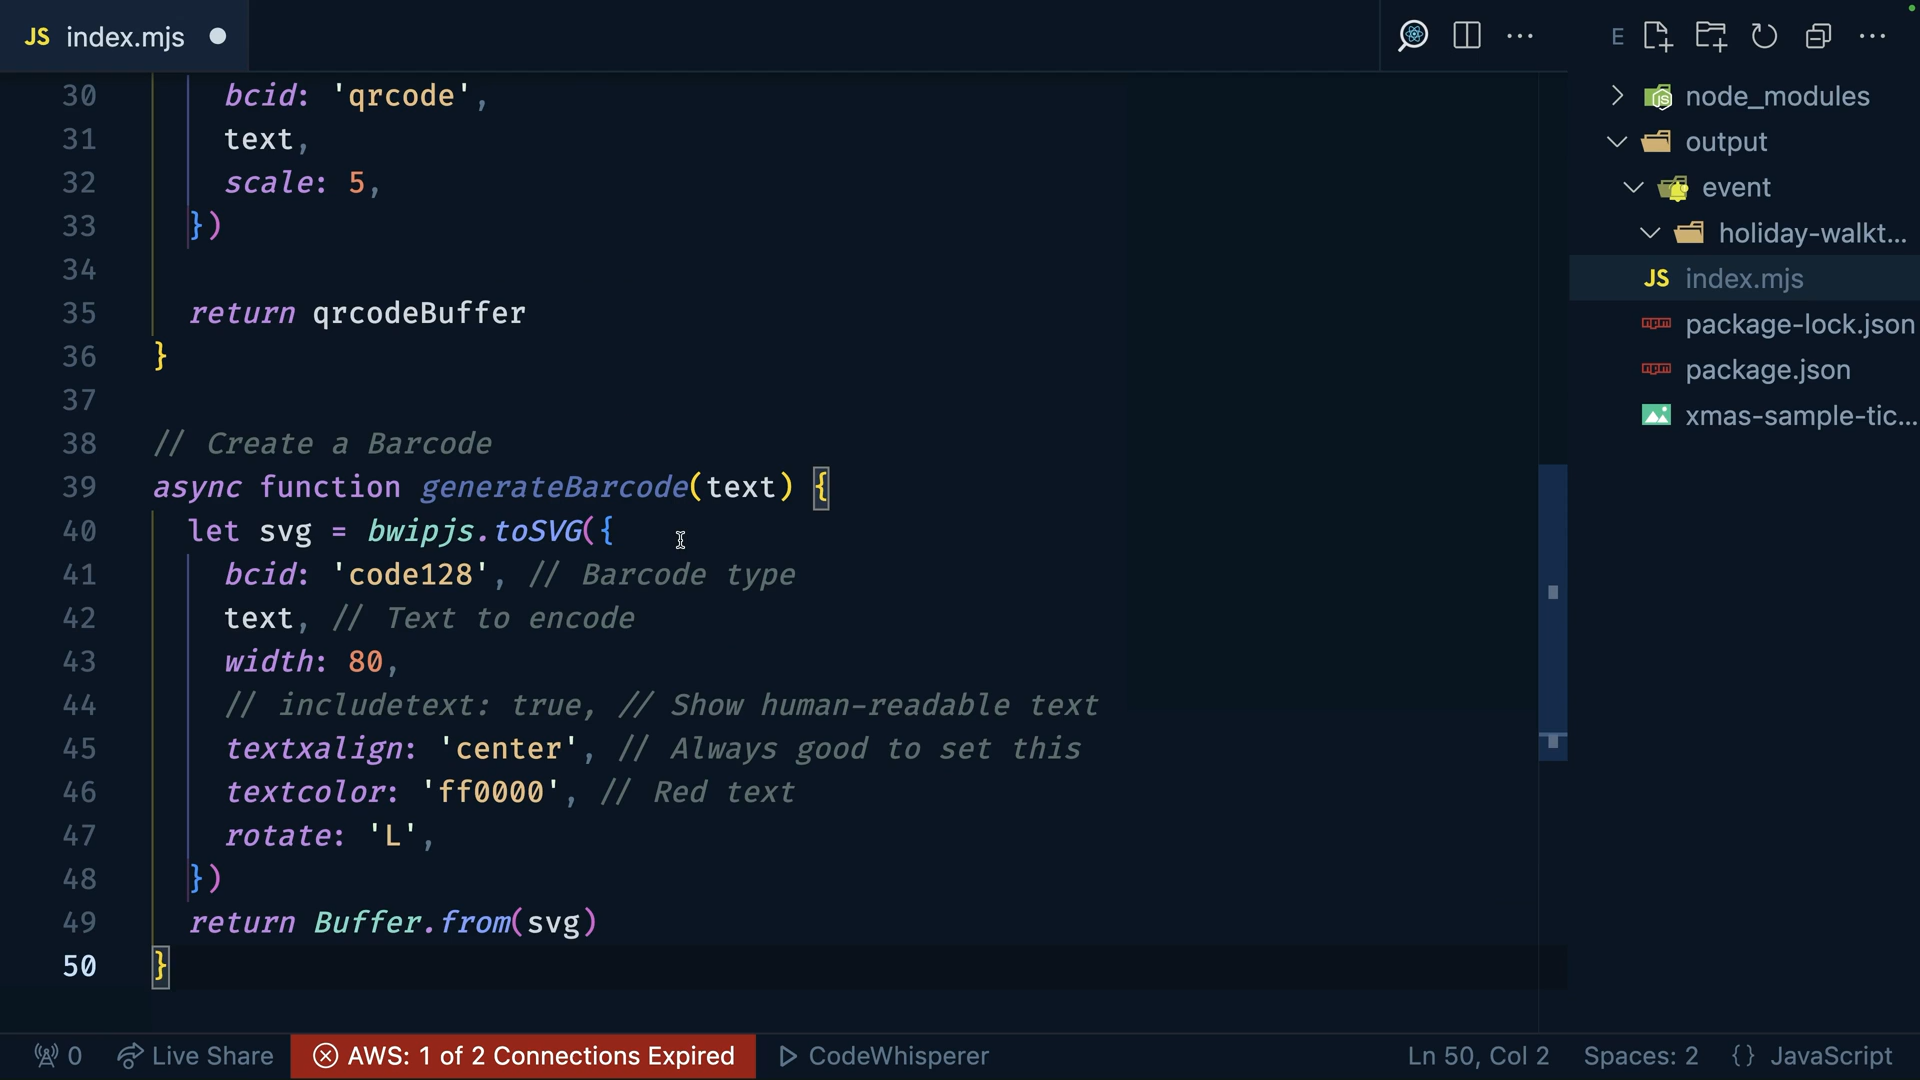 JS index.mjs
E
30 bcid: 'qrcode',
31 text,
32 scale: 5,
33 })
34
35 return qrcodeBuffer
36 }
37
38 // Create a Barcode
39 async function generateBarcode(text) {
40 let svg = bwipjs.toSVG({
41 bcid: 'code128', // Barcode type
42 text, // Text to encode
43 width: 80,
44 // includetext: true, // Show human-readable text
45 textxalign: 'center', // Always good to set this
46 textcolor: 'ff0000', // Red text
47 rotate: 'L',
48 })
49 return Buffer.from(svg)
50 }
node_modules
output
event
holiday-walkt...
JS index.mjs
package-lock.json
package.json
xmas-sample-tic...
0 Live Share AWS: 1 of 2 Connections Expired CodeWhisperer Ln 50, Col 2 Spaces: 2 {} JavaScript